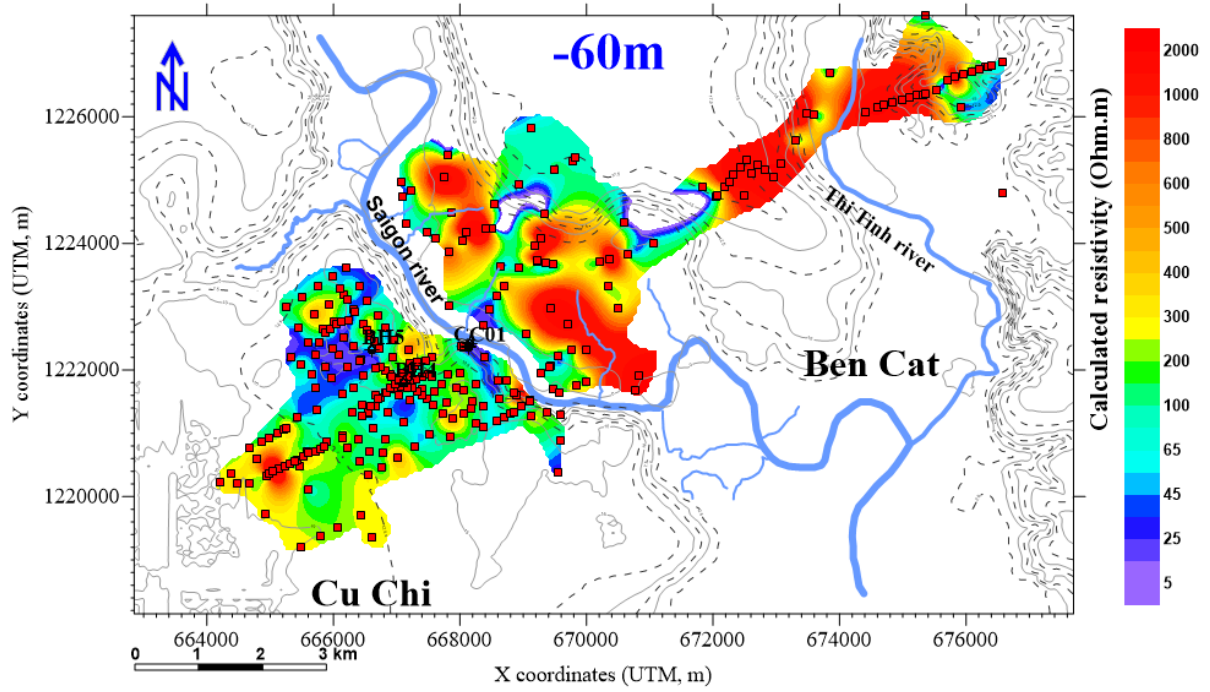 -60m
N
Saigon river
Thi Tinh river
BH5
CC01
Ben Cat
Cu Chi
1226000
1224000
1222000
1220000
Y coordinates (UTM, m)
664000 666000 668000 670000 672000 674000 676000
0 1 2 3 km
X coordinates (UTM, m)
Calculated resistivity (Ohm.m)
2000
1000
800
600
500
400
300
200
100
65
45
25
5